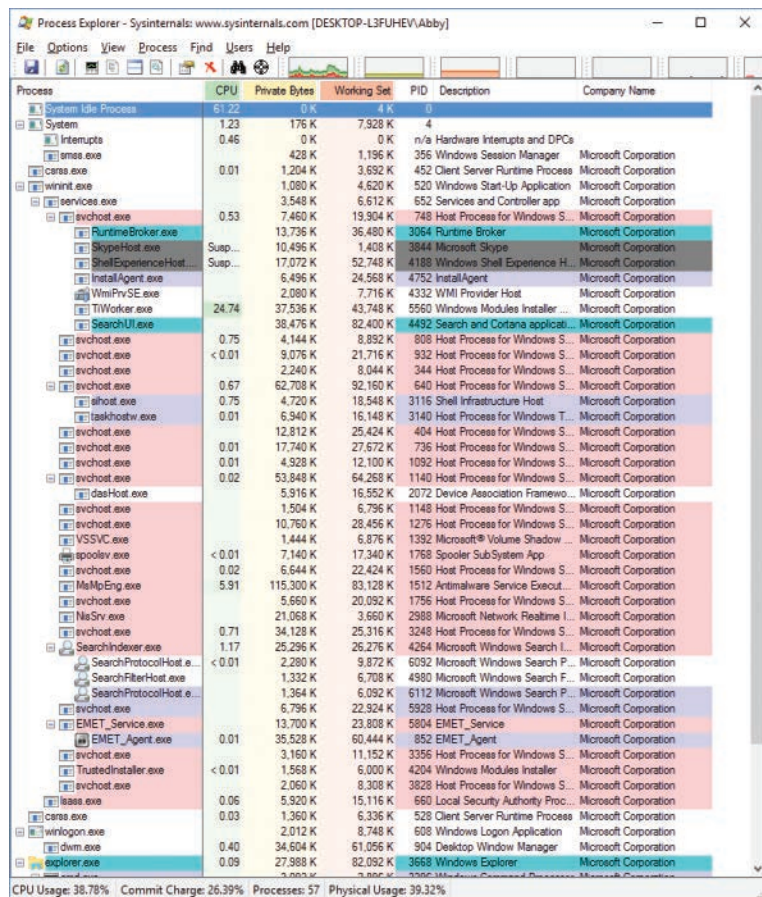 Process Explorer - Sysinternals: www.sysinternals.com [DESKTOP-L3FUHEV\Abby]
File Options View Process Find Users Help
Process CPU Private Bytes Working Set PID Description Company Name
System Idle Process 61.22 0 K 4 K 0
System 1.23 176 K 7,928 K 4
Interrupts 0.46 0 K 0 K n/a Hardware Interrupts and DPCs
smss.exe 428 K 1,196 K 356 Windows Session Manager Microsoft Corporation
csrss.exe 0.01 1,204 K 3,692 K 452 Client Server Runtime Process Microsoft Corporation
wininit.exe 1,080 K 4,620 K 520 Windows Start-Up Application Microsoft Corporation
services.exe 3,548 K 6,612 K 652 Services and Controller app Microsoft Corporation
svchost.exe 0.53 7,460 K 19,904 K 748 Host Process for Windows S... Microsoft Corporation
RuntimeBroker.exe 13,736 K 36,480 K 3064 Runtime Broker Microsoft Corporation
SkypeHost.exe Susp... 10,496 K 1,408 K 3844 Microsoft Skype Microsoft Corporation
ShellExperienceHost.... Susp... 17,072 K 52,748 K 4188 Windows Shell Experience H... Microsoft Corporation
InstallAgent.exe 6,496 K 24,568 K 4752 InstallAgent Microsoft Corporation
WmiPrvSE.exe 2,080 K 7,716 K 4332 WMI Provider Host Microsoft Corporation
TiWorker.exe 24.74 37,536 K 43,748 K 5560 Windows Modules Installer ... Microsoft Corporation
SearchUI.exe 38,476 K 82,400 K 4492 Search and Cortana applicati... Microsoft Corporation
svchost.exe 0.75 4,144 K 8,892 K 808 Host Process for Windows S... Microsoft Corporation
svchost.exe < 0.01 9,076 K 21,716 K 932 Host Process for Windows S... Microsoft Corporation
svchost.exe 2,240 K 8,044 K 344 Host Process for Windows S... Microsoft Corporation
svchost.exe 0.67 62,708 K 92,160 K 640 Host Process for Windows S... Microsoft Corporation
sihost.exe 0.75 4,720 K 18,548 K 3116 Shell Infrastructure Host Microsoft Corporation
taskhostw.exe 0.01 6,940 K 16,148 K 3140 Host Process for Windows T... Microsoft Corporation
svchost.exe 12,812 K 25,424 K 404 Host Process for Windows S... Microsoft Corporation
svchost.exe 0.01 17,740 K 27,672 K 736 Host Process for Windows S... Microsoft Corporation
svchost.exe 0.01 4,928 K 12,100 K 1092 Host Process for Windows S... Microsoft Corporation
svchost.exe 0.02 53,848 K 64,268 K 1140 Host Process for Windows S... Microsoft Corporation
dasHost.exe 5,916 K 16,552 K 2072 Device Association Framewo... Microsoft Corporation
svchost.exe 1,504 K 6,796 K 1148 Host Process for Windows S... Microsoft Corporation
svchost.exe 10,760 K 28,456 K 1276 Host Process for Windows S... Microsoft Corporation
VSSVC.exe 1,444 K 6,876 K 1392 Microsoft® Volume Shadow ... Microsoft Corporation
spoolsv.exe < 0.01 7,140 K 17,340 K 1768 Spooler SubSystem App Microsoft Corporation
svchost.exe 0.02 6,644 K 22,424 K 1560 Host Process for Windows S... Microsoft Corporation
MsMpEng.exe 5.91 115,300 K 83,128 K 1512 Antimalware Service Execut... Microsoft Corporation
svchost.exe 5,660 K 20,092 K 1756 Host Process for Windows S... Microsoft Corporation
NisSrv.exe 21,068 K 3,660 K 2988 Microsoft Network Realtime I... Microsoft Corporation
svchost.exe 0.71 34,128 K 25,316 K 3248 Host Process for Windows S... Microsoft Corporation
SearchIndexer.exe 1.17 25,296 K 26,276 K 4264 Microsoft Windows Search I... Microsoft Corporation
SearchProtocolHost.e... < 0.01 2,280 K 9,872 K 6092 Microsoft Windows Search P... Microsoft Corporation
SearchFilterHost.exe 1,332 K 6,708 K 4980 Microsoft Windows Search F... Microsoft Corporation
SearchProtocolHost.e... 1,364 K 6,092 K 6112 Microsoft Windows Search P... Microsoft Corporation
svchost.exe 6,796 K 22,924 K 5928 Host Process for Windows S... Microsoft Corporation
EMET_Service.exe 13,700 K 23,808 K 5804 EMET_Service Microsoft Corporation
EMET_Agent.exe 0.01 35,528 K 60,444 K 852 EMET_Agent Microsoft Corporation
svchost.exe 3,160 K 11,152 K 3356 Host Process for Windows S... Microsoft Corporation
TrustedInstaller.exe < 0.01 1,568 K 6,000 K 4204 Windows Modules Installer Microsoft Corporation
svchost.exe 2,060 K 8,308 K 3828 Host Process for Windows S... Microsoft Corporation
lsass.exe 0.06 5,920 K 15,116 K 660 Local Security Authority Proc... Microsoft Corporation
csrss.exe 0.03 1,360 K 6,336 K 528 Client Server Runtime Process Microsoft Corporation
winlogon.exe 2,012 K 8,748 K 608 Windows Logon Application Microsoft Corporation
dwm.exe 0.40 34,604 K 61,056 K 904 Desktop Window Manager Microsoft Corporation
explorer.exe 0.09 27,988 K 82,092 K 3668 Windows Explorer Microsoft Corporation
CPU Usage: 38.78% Commit Charge: 26.39% Processes: 57 Physical Usage: 39.32%